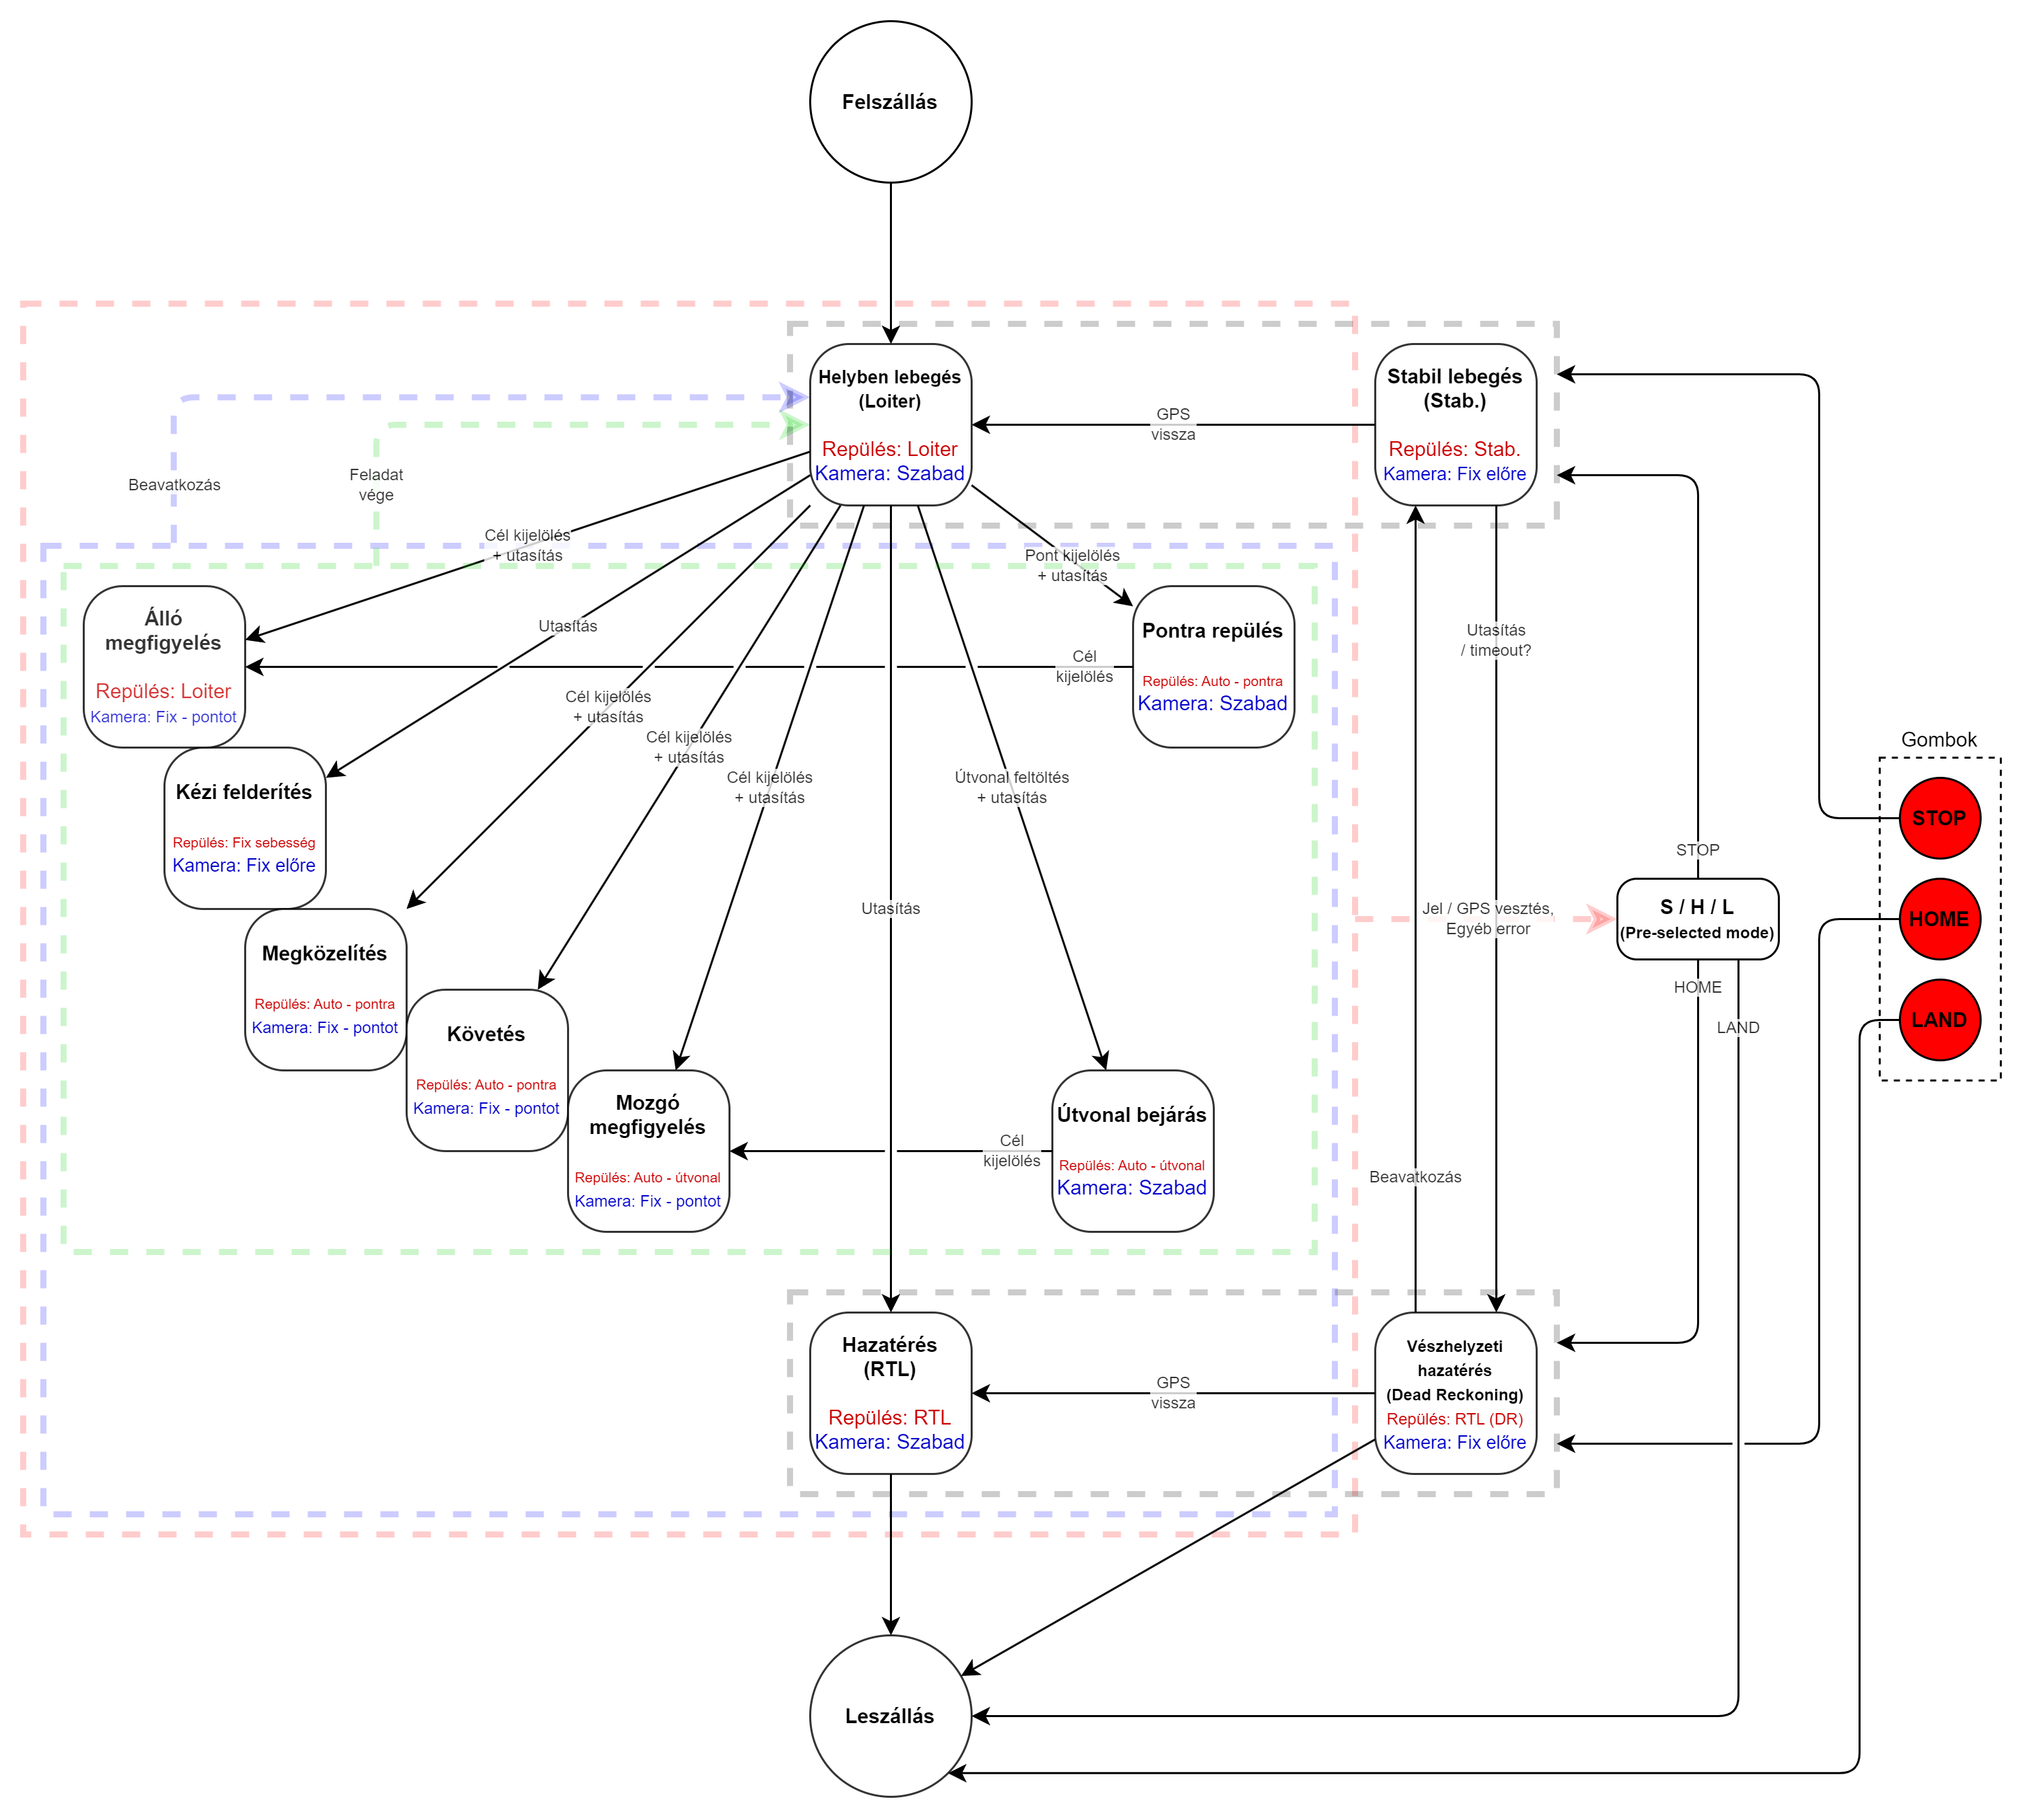 Felszállás
Helyben lebegés
(Loiter)
Repülés: Loiter
Kamera: Szabad
GPS
vissza
Stabil lebegés
(Stab.)
Repülés: Stab.
Kamera: Fix előre
Beavatkozás
Feladat
vége
Cél kijelölés
+ utasítás
Pont kijelölés
+ utasítás
Utasítás
Utasítás
/ timeout?
Álló
megfigyelés
Repülés: Loiter
Kamera: Fix - pontot
Cél
kijelölés
Pontra repülés
Repülés: Auto - pontra
Kamera: Szabad
Cél kijelölés
+ utasítás
Cél kijelölés
+ utasítás
Cél kijelölés
+ utasítás
Útvonal feltöltés
+ utasítás
Kézi felderítés
Repülés: Fix sebesség
Kamera: Fix előre
Gombok
STOP
HOME
LAND
STOP
S / H / L
(Pre-selected mode)
HOME
LAND
Utasítás
Jel / GPS vesztés,
Egyéb error
Megközelítés
Repülés: Auto - pontra
Kamera: Fix - pontot
Követés
Repülés: Auto - pontra
Kamera: Fix - pontot
Mozgó
megfigyelés
Repülés: Auto - útvonal
Kamera: Fix - pontot
Cél
kijelölés
Útvonal bejárás
Repülés: Auto - útvonal
Kamera: Szabad
Beavatkozás
Hazatérés
(RTL)
Repülés: RTL
Kamera: Szabad
GPS
vissza
Vészhelyzeti
hazatérés
(Dead Reckoning)
Repülés: RTL (DR)
Kamera: Fix előre
Leszállás